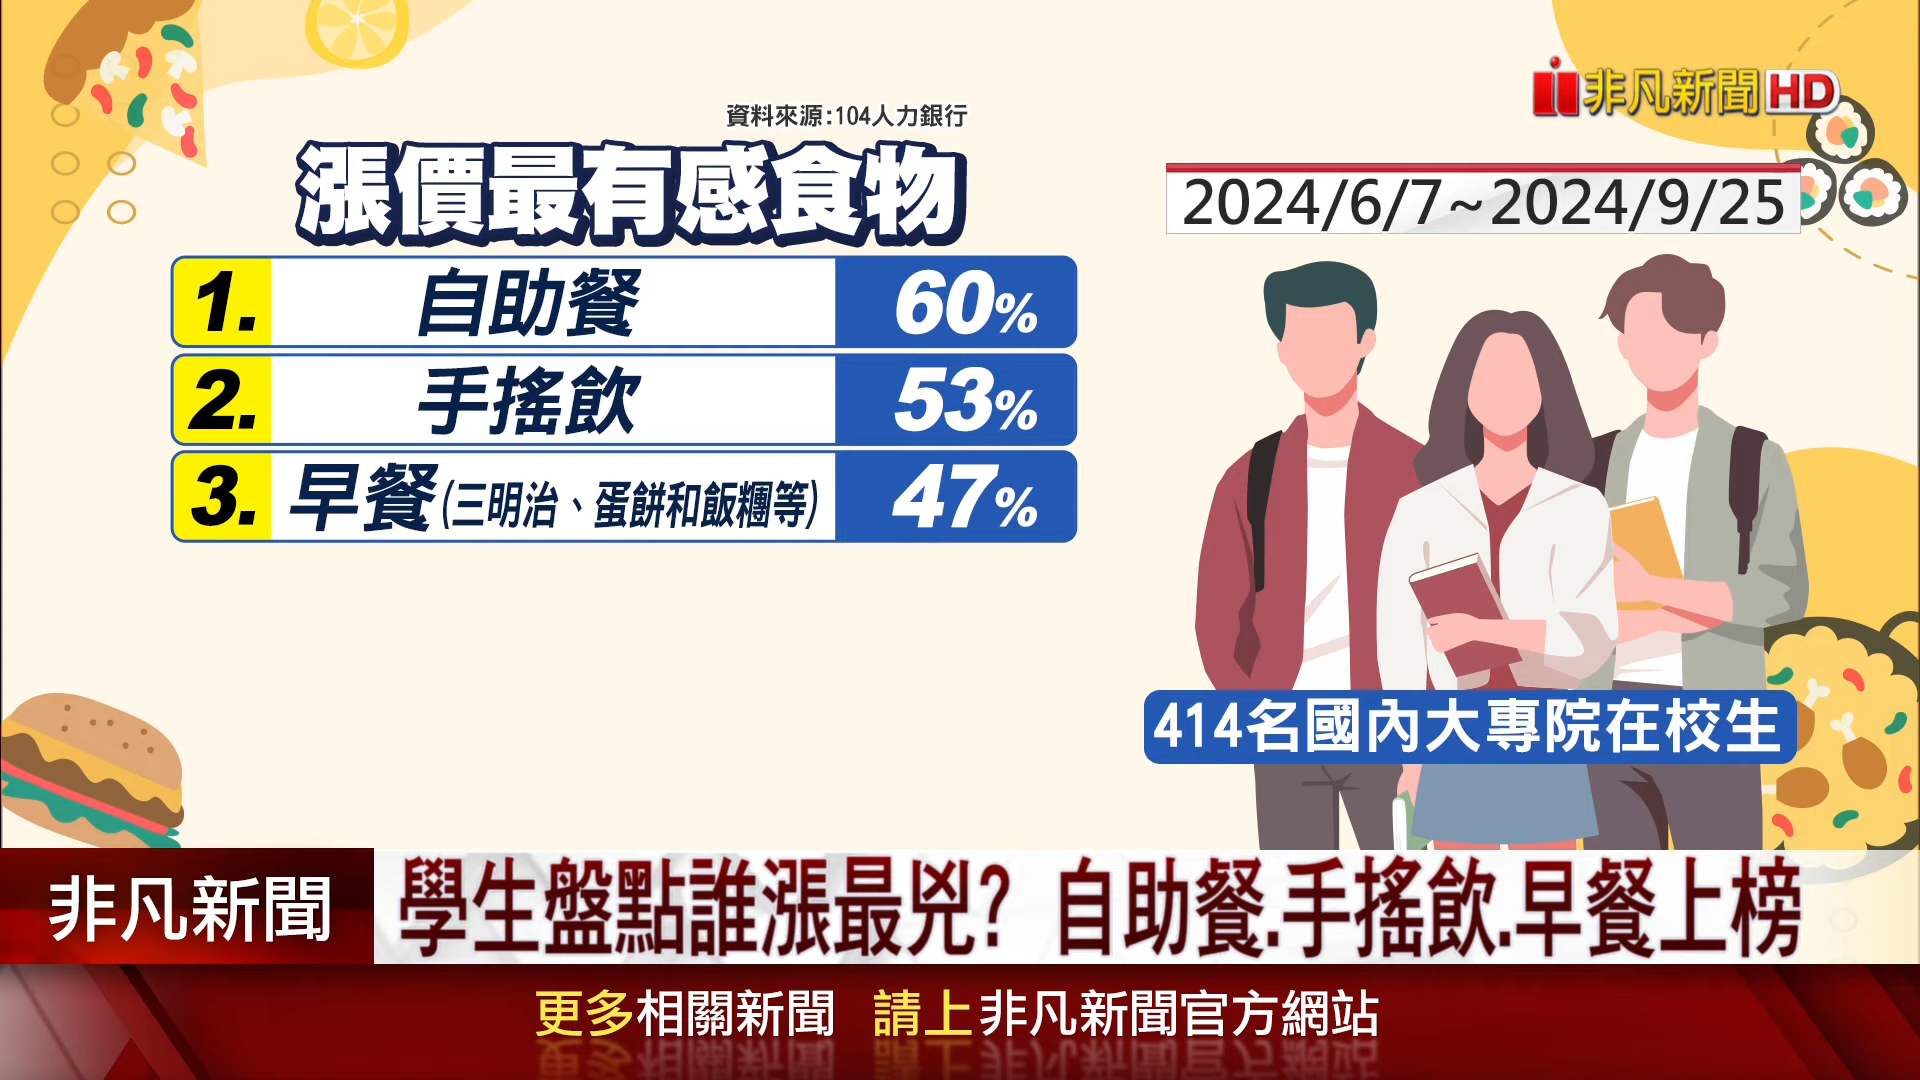 非凡新聞HD
資料來源:104人力銀行
漲價最有感食物
2024/6/7~2024/9/25
1. 自助餐 60%
2. 手搖飲 53%
3. 早餐(三明治、蛋餅和飯糰等) 47%
414名國內大專院在校生
非凡新聞
學生盤點誰漲最兇? 自助餐.手搖飲.早餐上榜
更多相關新聞 請上非凡新聞官方網站